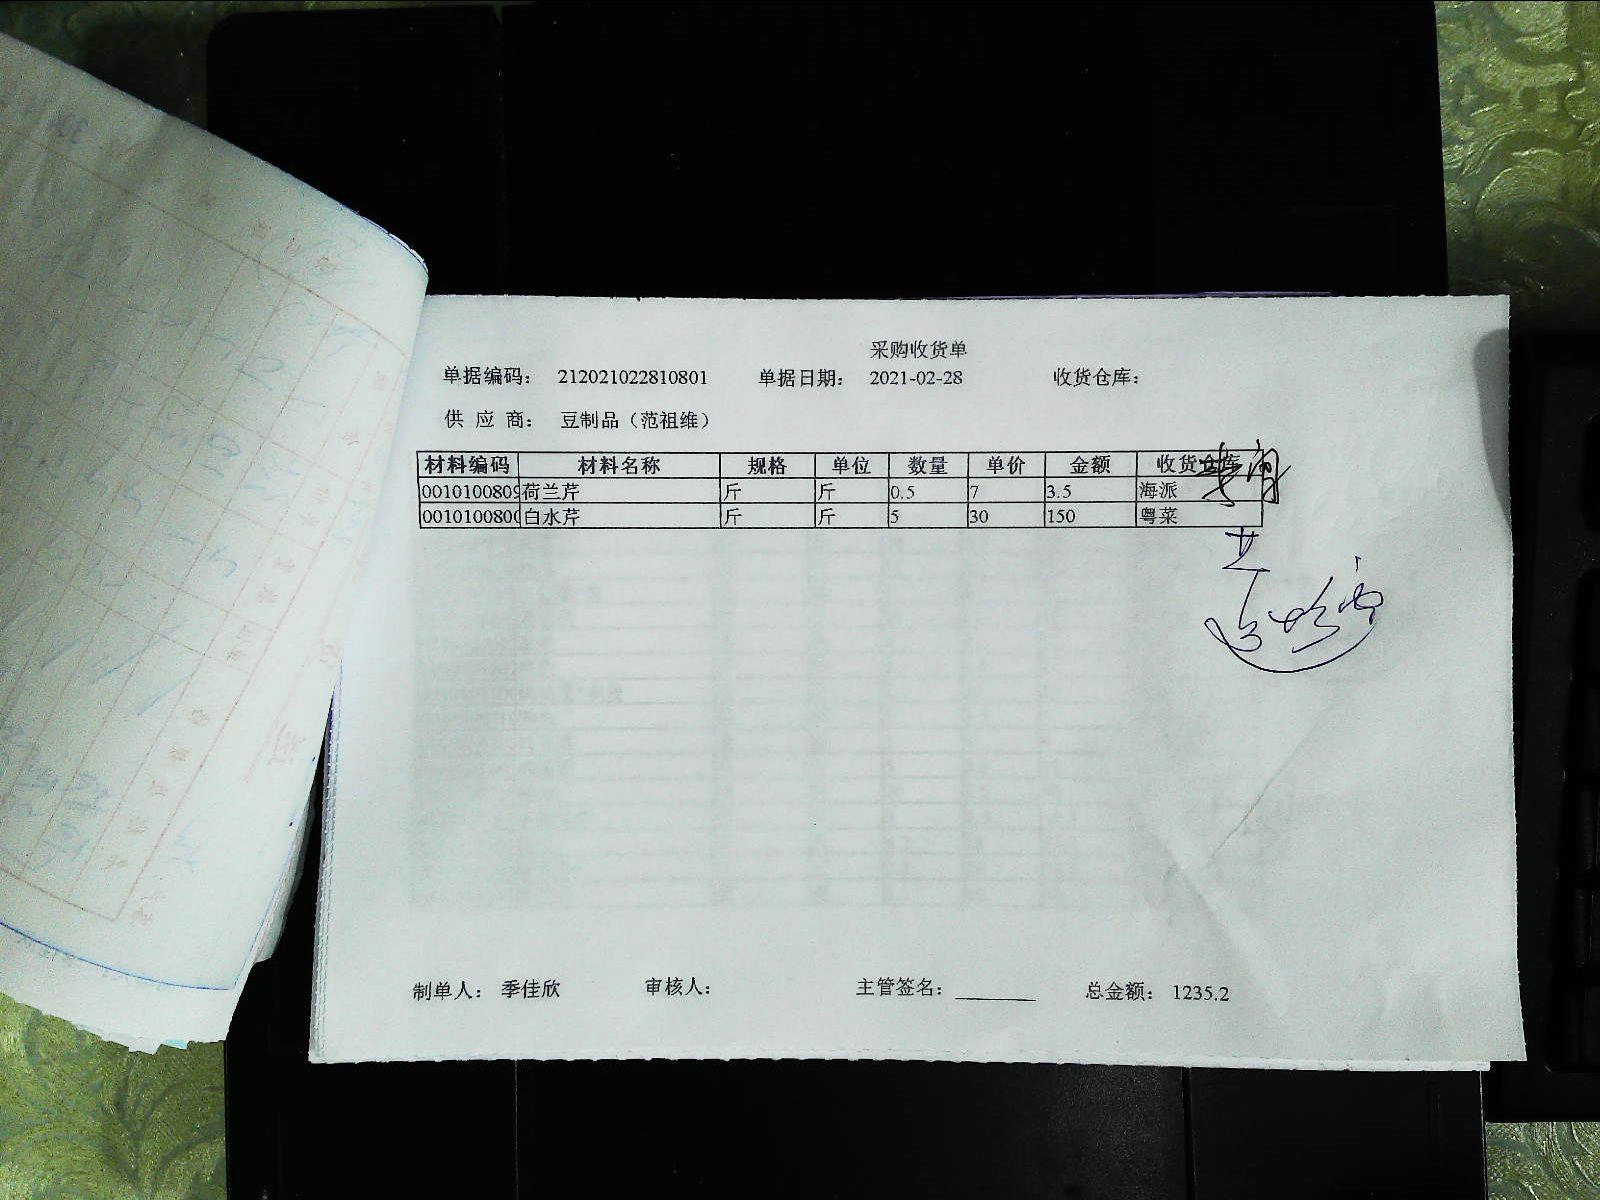 采购收货单
单据编码： 212021022810801 单据日期： 2021-02-28 收货仓库：
供 应 商： 豆制品（范祖维）
材料编码 材料名称 规格 单位 数量 单价 金额 收货仓库
0010100809 荷兰芹 斤 斤 0.5 7 3.5 海派
0010100800 白水芹 斤 斤 5 30 150 粤菜
制单人： 季佳欣 审核人： 主管签名： 总金额： 1235.2